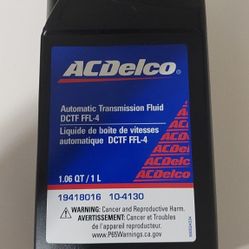 ACDelco
Automatic Transmission Fluid
DCTF FFL-4
Liquide de boîte de vitesses
automatique DCTF FFL-4
1.06 QT / 1 L
19418016 10-4130
WARNING: Cancer and Reproductive Harm.
AVERTISSEMENT: Cancer et Troubles
de l'appareil reproducteur.
www.P65Warnings.ca.gov